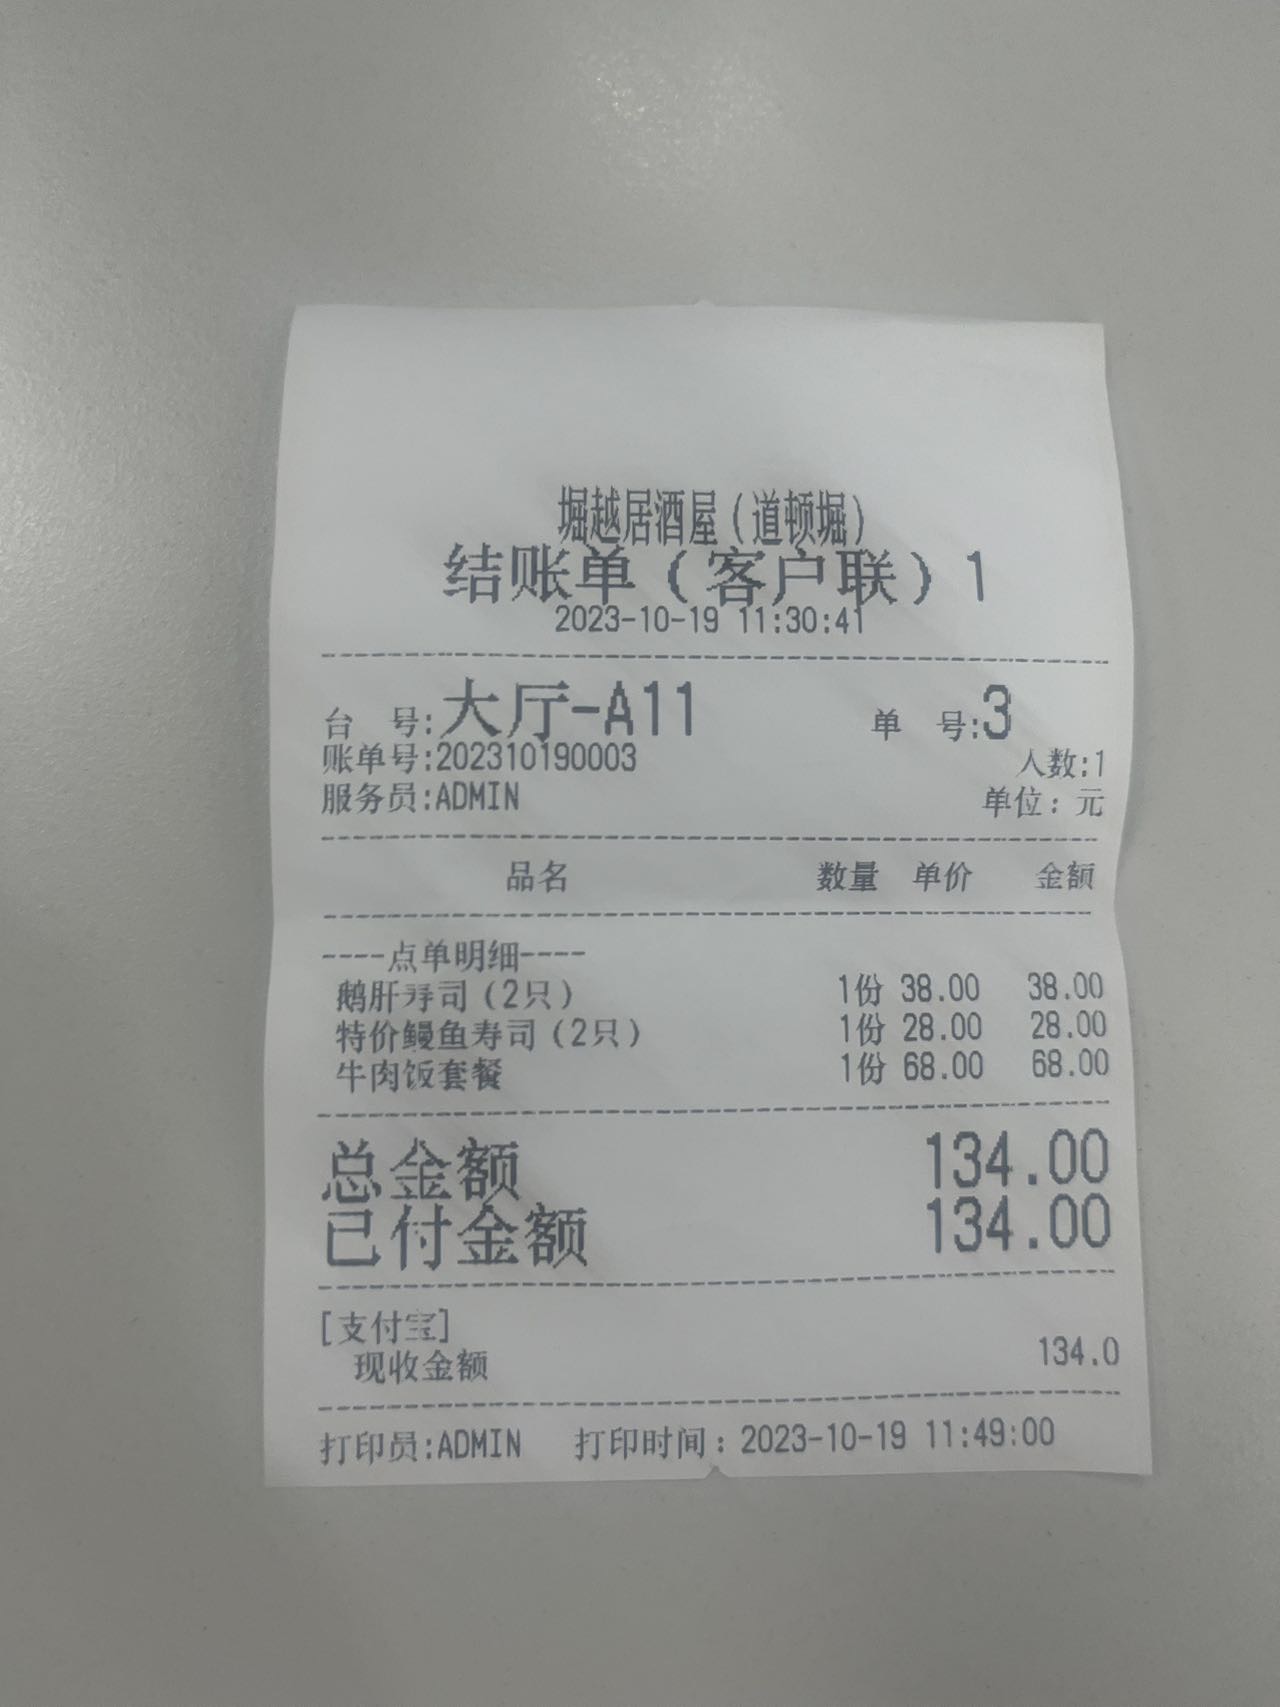 堀越居酒屋(道顿堀)
结账单(客户联)1
2023-10-19 11:30:41
台 号:大厅-A11 单 号:3
账单号:202310190003 人数:1
服务员:ADMIN 单位：元
品名 数量 单价 金额
----点单明细----
鹅肝寿司(2只) 1份 38.00 38.00
特价鳗鱼寿司(2只) 1份 28.00 28.00
牛肉饭套餐 1份 68.00 68.00
总金额 134.00
已付金额 134.00
[支付宝]
现收金额 134.0
打印员:ADMIN 打印时间：2023-10-19 11:49:00